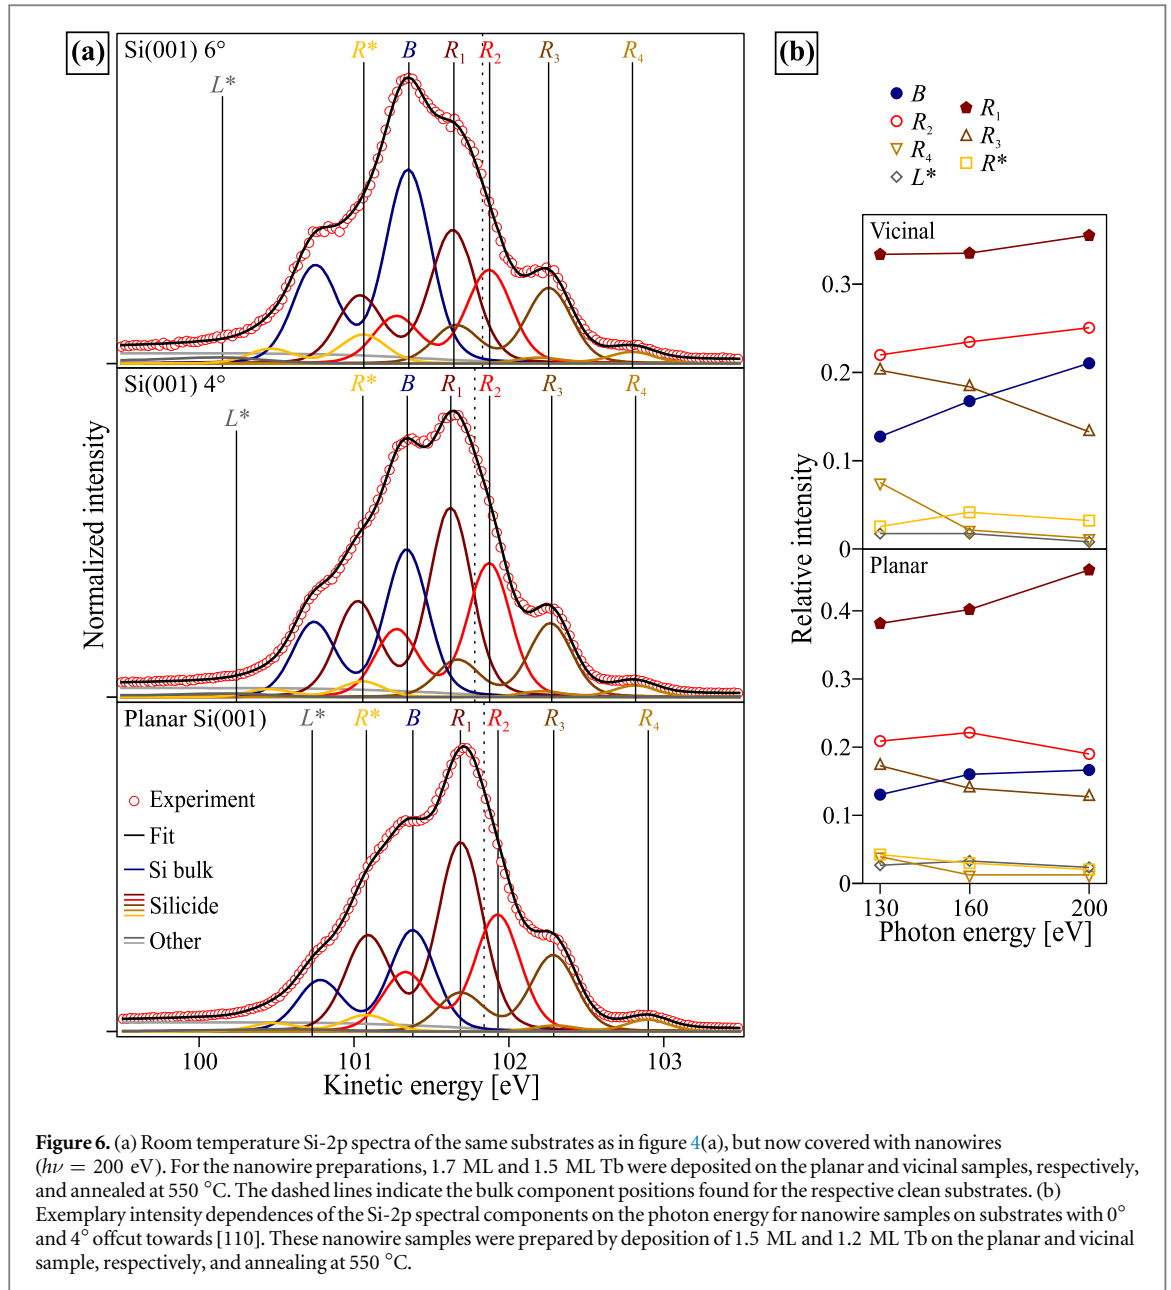 (a)
Si(001) 6°
L*
R*
B
R1
R2
R3
R4
Si(001) 4°
L*
R*
B
R1
R2
R3
R4
Planar Si(001)
L*
R*
B
R1
R2
R3
R4
Experiment
Fit
Si bulk
Silicide
Other
Normalized intensity
100 101 102 103
Kinetic energy [eV]
(b)
B
R1
R2
R3
R4
R*
L*
Vicinal
0.3
0.2
0.1
0
Planar
0.4
0.3
0.2
0.1
0
Relative intensity
130 160 200
Photon energy [eV]
Figure 6. (a) Room temperature Si-2p spectra of the same substrates as in figure 4(a), but now covered with nanowires
(hν = 200 eV). For the nanowire preparations, 1.7 ML and 1.5 ML Tb were deposited on the planar and vicinal samples, respectively,
and annealed at 550 °C. The dashed lines indicate the bulk component positions found for the respective clean substrates. (b)
Exemplary intensity dependences of the Si-2p spectral components on the photon energy for nanowire samples on substrates with 0°
and 4° offcut towards [110]. These nanowire samples were prepared by deposition of 1.5 ML and 1.2 ML Tb on the planar and vicinal
sample, respectively, and annealing at 550 °C.